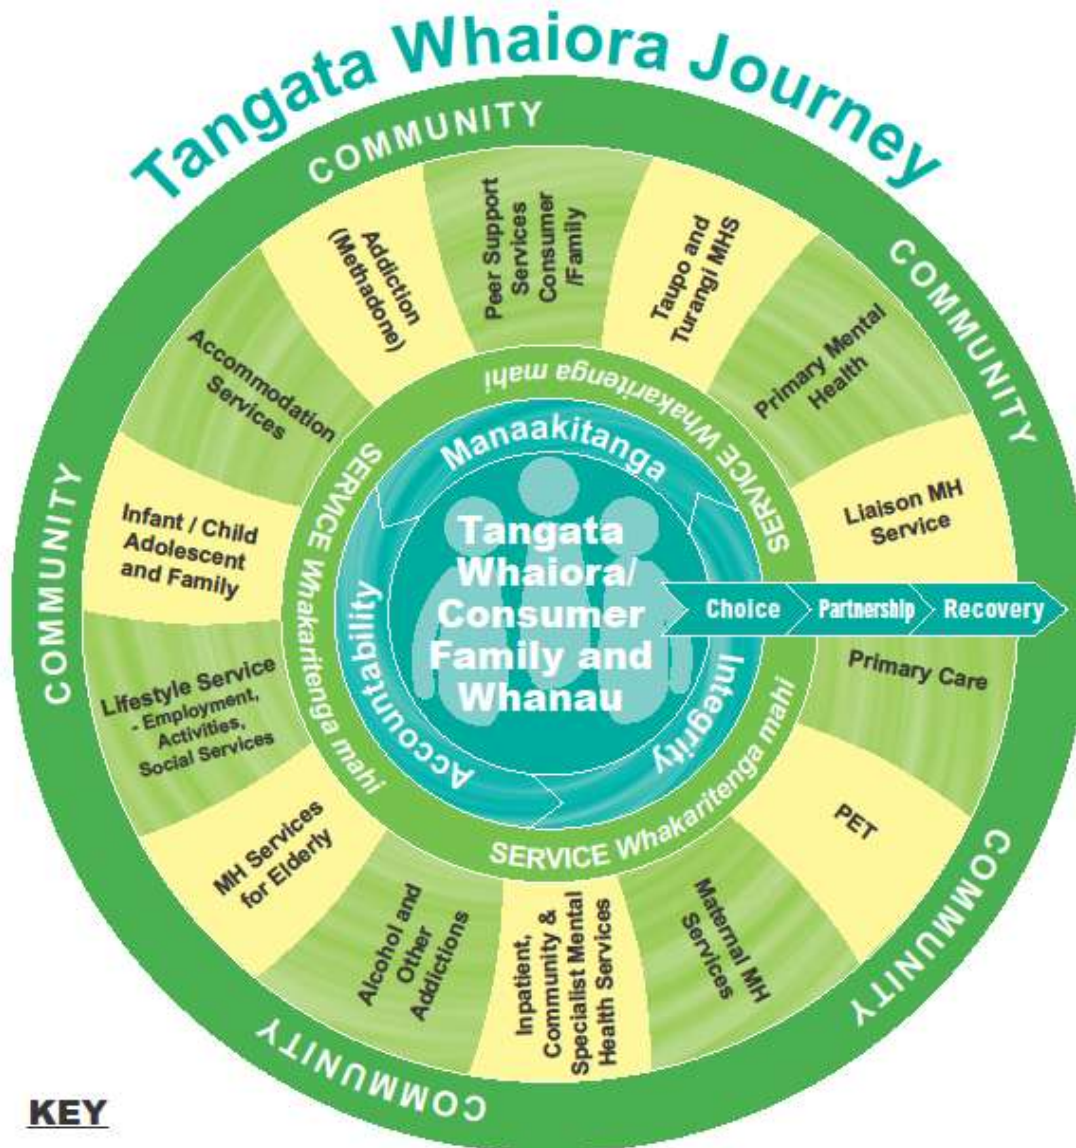 Tangata Whaiora Journey
COMMUNITY
COMMUNITY
COMMUNITY
COMMUNITY
COMMUNITY
COMMUNITY
Peer Support
Services
Consumer
/Family
Taupo and
Turangi MHS
Primary Mental
Health
Liaison MH
Service
Primary Care
PET
Maternal MH
Services
Inpatient,
Community &
Specialist Mental
Health Services
Alcohol and
Other
Addictions
MH Services
for Elderly
Lifestyle Service
- Employment,
Activities,
Social Services
Infant / Child
Adolescent
and Family
Accommodation
Services
Addiction
(Methadone)
SERVICE Whakaritenga mahi
SERVICE Whakaritenga mahi
SERVICE Whakaritenga mahi
Manaakitanga
Integrity
Accountability
Tangata
Whaiora/
Consumer
Family and
Whanau
Choice Partnership Recovery
KEY